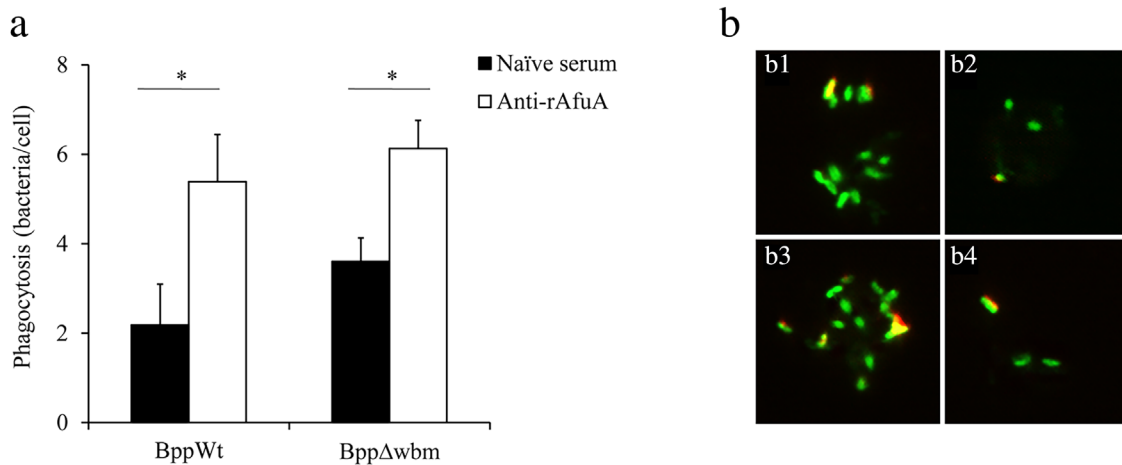 a
8
6
4
2
0
Phagocytosis (bacteria/cell)
*
*
Naïve serum
Anti-rAfuA
BppWt
BppΔwbm
b
b1
b2
b3
b4